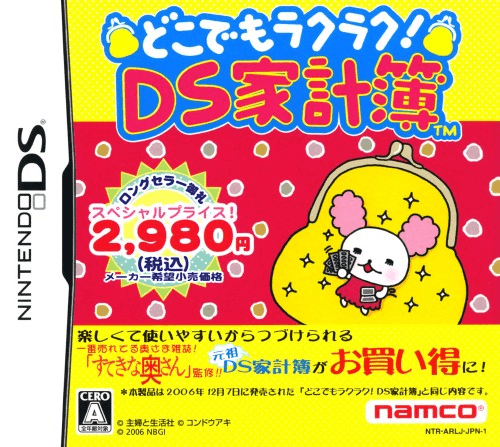 どこでもラクラク!
DS家計簿™
NINTENDO DS
ロングセラー御礼
スペシャルプライス!
2,980円
(税込)
メーカー希望小売価格
楽しくて使いやすいからつづけられる
一番売れてる奥さま雑誌!
「すてきな奥さん」監修!!
元祖DS家計簿がお買い得に!
*本製品は2006年12月7日に発売された「どこでもラクラク!DS家計簿」と同じ内容です。
CERO
A
全年齢対象
© 主婦と生活社 © コンドウアキ
© 2006 NBGI
namco
NTR-ARLJ-JPN-1